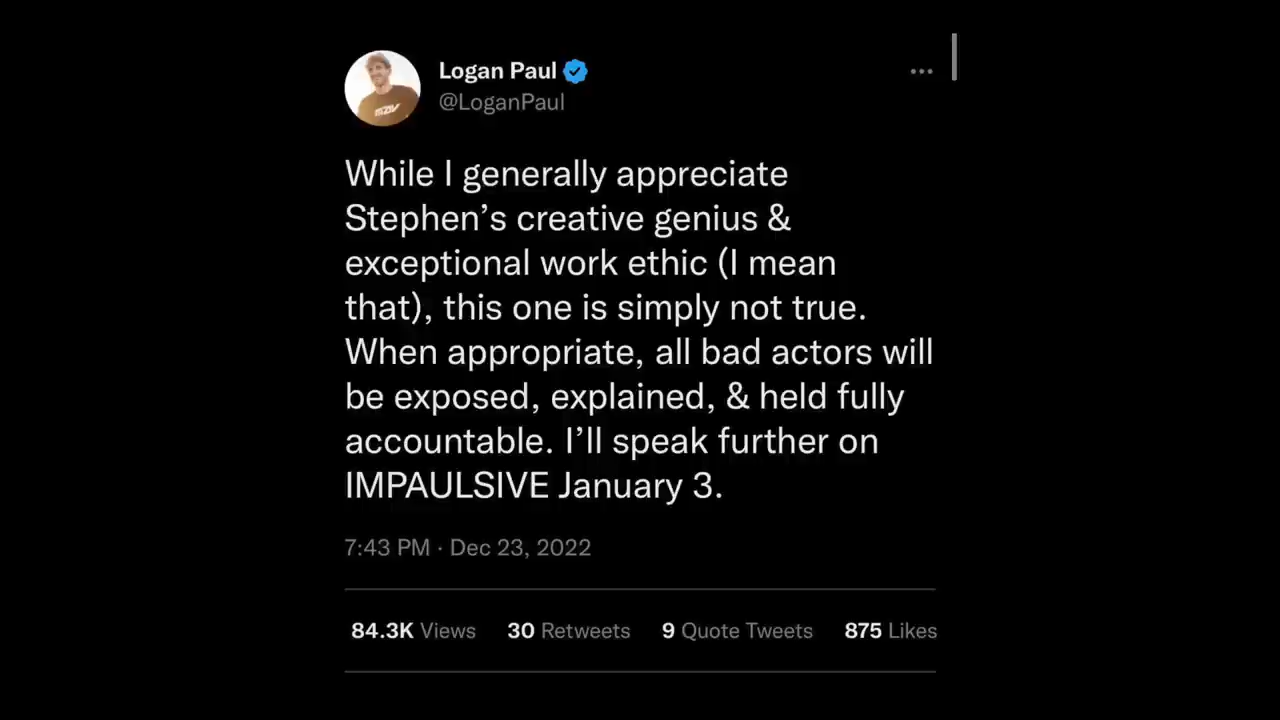 Logan Paul
@LoganPaul
While I generally appreciate
Stephen’s creative genius &
exceptional work ethic (I mean
that), this one is simply not true.
When appropriate, all bad actors will
be exposed, explained, & held fully
accountable. I’ll speak further on
IMPAULSIVE January 3.
7:43 PM · Dec 23, 2022
84.3K Views 30 Retweets 9 Quote Tweets 875 Likes